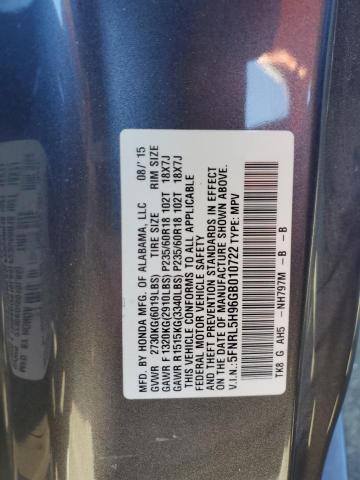 MFD. BY HONDA MFG. OF ALABAMA, LLC 08/'15
TIRE SIZE RIM SIZE
GVWR 2730KG(6019LBS)
GAWR F 1320KG(2910LBS) P235/60R18 102T 18X7J
GAWR R1515KG(3340LBS) P235/60R18 102T 18X7J
THIS VEHICLE CONFORMS TO ALL APPLICABLE
FEDERAL MOTOR VEHICLE SAFETY
AND THEFT PREVENTION STANDARDS IN EFFECT ON
THE DATE OF MANUFACTURE SHOWN ABOVE.
V.I.N.: 5FNRL5H96GB010722 TYPE: MPV
TK8 G AH5 -NH797M -B -B